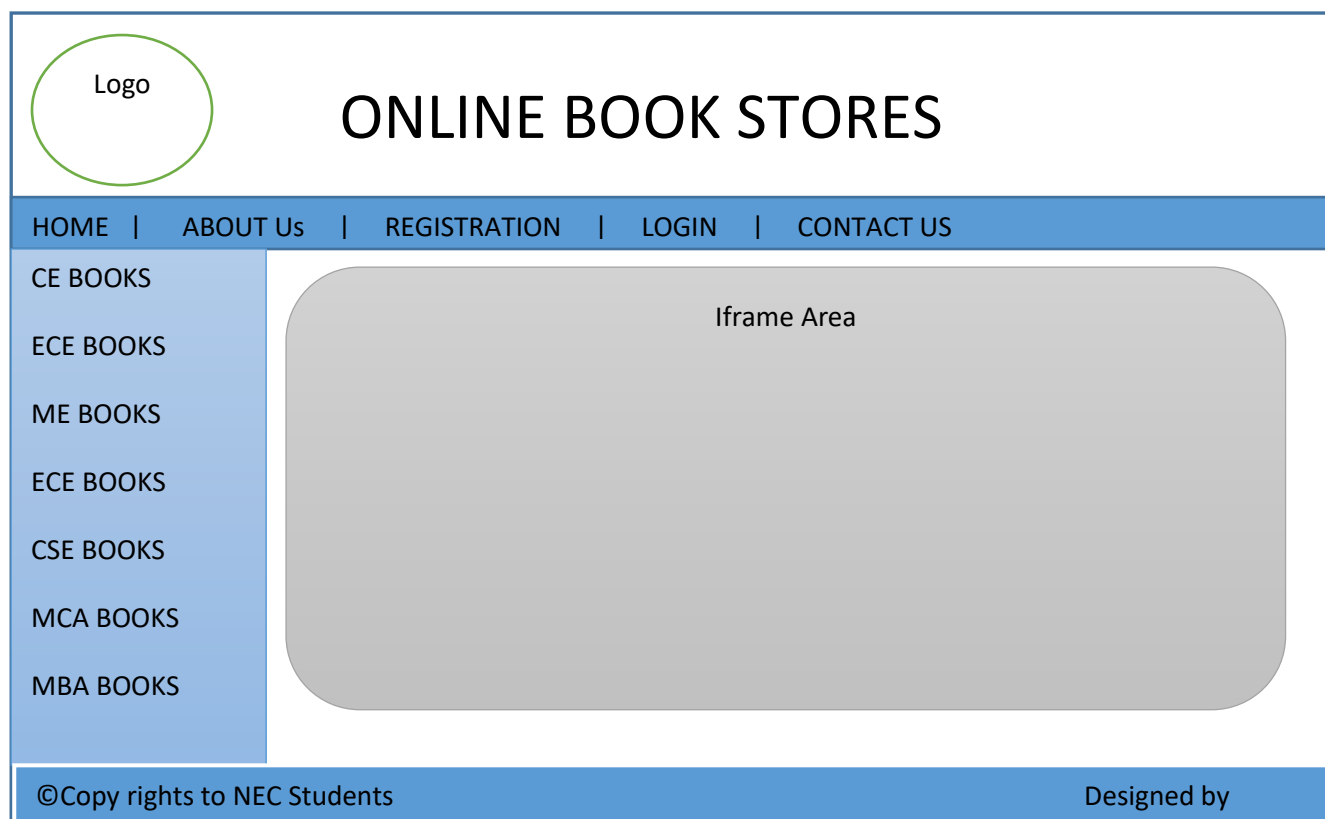 Logo
ONLINE BOOK STORES
HOME | ABOUT Us | REGISTRATION | LOGIN | CONTACT US
CE BOOKS
ECE BOOKS
ME BOOKS
ECE BOOKS
CSE BOOKS
MCA BOOKS
MBA BOOKS
Iframe Area
©Copy rights to NEC Students Designed by